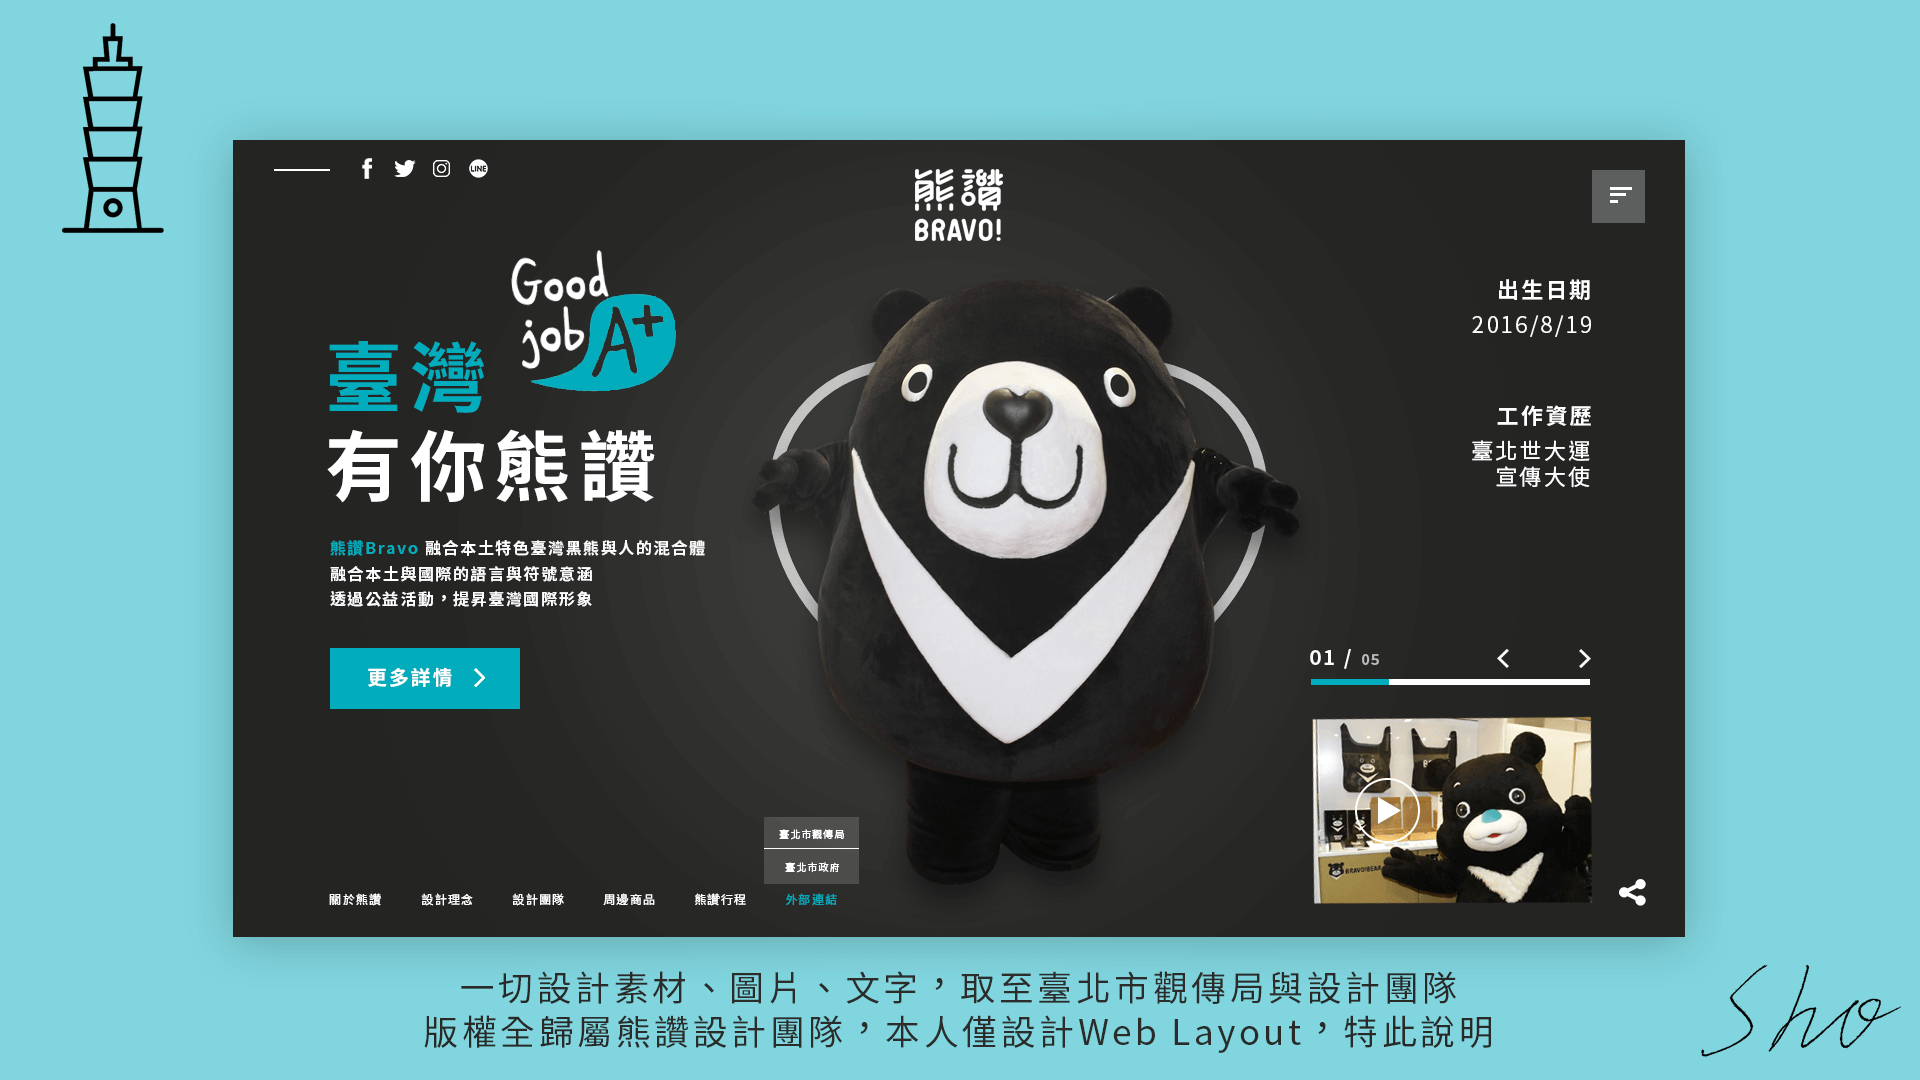 LINE
熊讚
BRAVO!
Good
job
A+
臺灣
有你熊讚
熊讚Bravo 融合本土特色臺灣黑熊與人的混合體
融合本土與國際的語言與符號意涵
透過公益活動，提昇臺灣國際形象
更多詳情
出生日期
2016/8/19
工作資歷
臺北世大運
宣傳大使
01 / 05
BRAVO!BEAR
臺北市觀傳局
臺北市政府
關於熊讚 設計理念 設計團隊 周邊商品 熊讚行程 外部連結
一切設計素材、圖片、文字，取至臺北市觀傳局與設計團隊
版權全歸屬熊讚設計團隊，本人僅設計Web Layout，特此說明
Sho